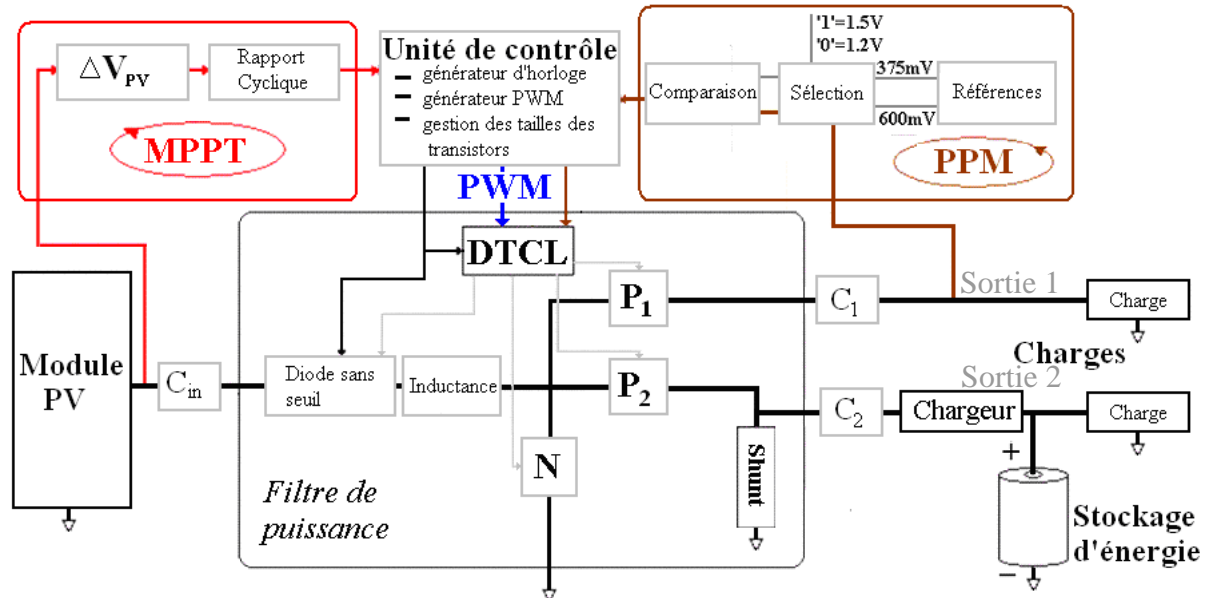 ΔV_PV
Rapport
Cyclique
MPPT
Unité de contrôle
générateur d'horloge
générateur PWM
gestion des tailles des
transistors
'1'=1.5V
'0'=1.2V
Comparaison
Sélection
375mV
600mV
Références
PPM
PWM
DTCL
P1
C1
Sortie 1
Charge
Charges
Module
PV
Cin
Diode sans
seuil
Inductance
P2
Sortie 2
C2
Chargeur
Charge
N
Shunt
+
−
Filtre de
puissance
Stockage
d'énergie